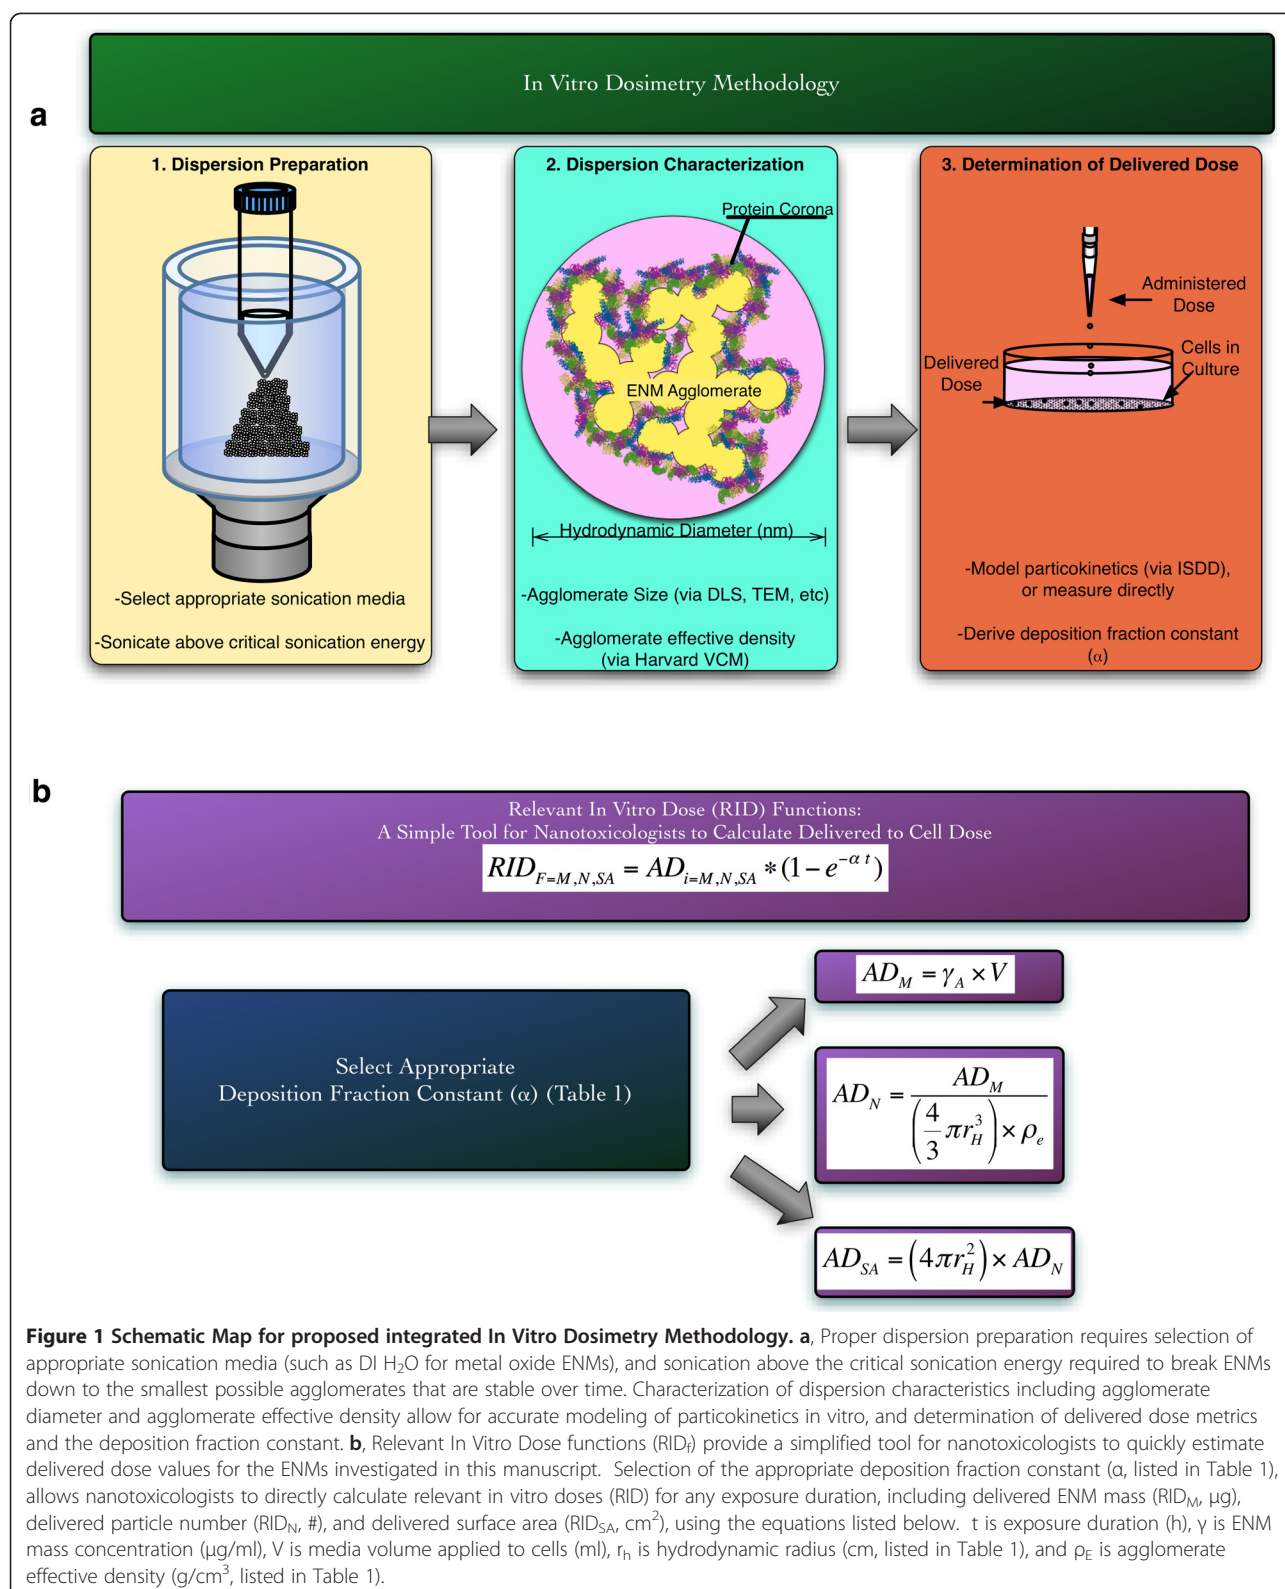 In Vitro Dosimetry Methodology
a
1. Dispersion Preparation
-Select appropriate sonication media
-Sonicate above critical sonication energy
2. Dispersion Characterization
Protein Corona
ENM Agglomerate
Hydrodynamic Diameter (nm)
-Agglomerate Size (via DLS, TEM, etc)
-Agglomerate effective density
(via Harvard VCM)
3. Determination of Delivered Dose
Administered
Dose
Cells in
Culture
Delivered
Dose
-Model particokinetics (via ISDD),
or measure directly
-Derive deposition fraction constant
(α)
b
Relevant In Vitro Dose (RID) Functions:
A Simple Tool for Nanotoxicologists to Calculate Delivered to Cell Dose
RID_{F=M,N,SA} = AD_{i=M,N,SA} * (1 − e^{−α t})
Select Appropriate
Deposition Fraction Constant (α) (Table 1)
AD_M = γ_A × V
AD_N = AD_M / ((4/3 π r_H^3) × ρ_e)
AD_{SA} = (4πr_H^2) × AD_N
Figure 1 Schematic Map for proposed integrated In Vitro Dosimetry Methodology. a, Proper dispersion preparation requires selection of
appropriate sonication media (such as DI H₂O for metal oxide ENMs), and sonication above the critical sonication energy required to break ENMs
down to the smallest possible agglomerates that are stable over time. Characterization of dispersion characteristics including agglomerate
diameter and agglomerate effective density allow for accurate modeling of particokinetics in vitro, and determination of delivered dose metrics
and the deposition fraction constant. b, Relevant In Vitro Dose functions (RID_f) provide a simplified tool for nanotoxicologists to quickly estimate
delivered dose values for the ENMs investigated in this manuscript. Selection of the appropriate deposition fraction constant (α, listed in Table 1),
allows nanotoxicologists to directly calculate relevant in vitro doses (RID) for any exposure duration, including delivered ENM mass (RID_M, μg),
delivered particle number (RID_N, #), and delivered surface area (RID_SA, cm²), using the equations listed below. t is exposure duration (h), γ is ENM
mass concentration (μg/ml), V is media volume applied to cells (ml), r_h is hydrodynamic radius (cm, listed in Table 1), and ρ_E is agglomerate
effective density (g/cm³, listed in Table 1).